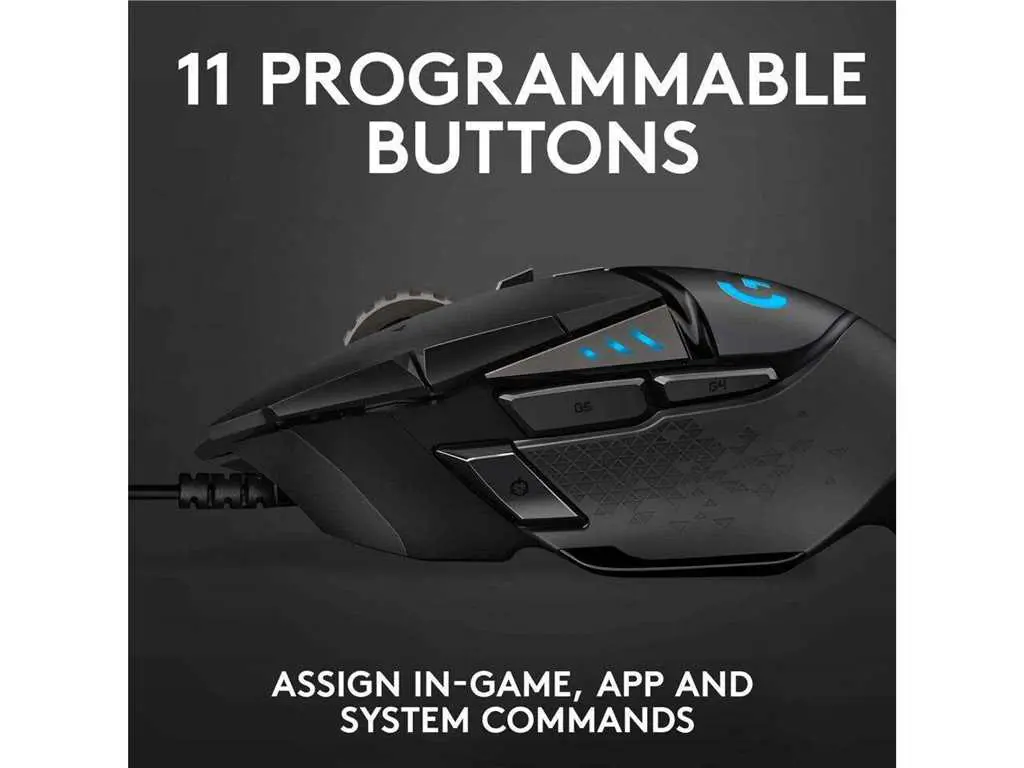 11 PROGRAMMABLE
BUTTONS
G5
G4
ASSIGN IN-GAME, APP AND
SYSTEM COMMANDS